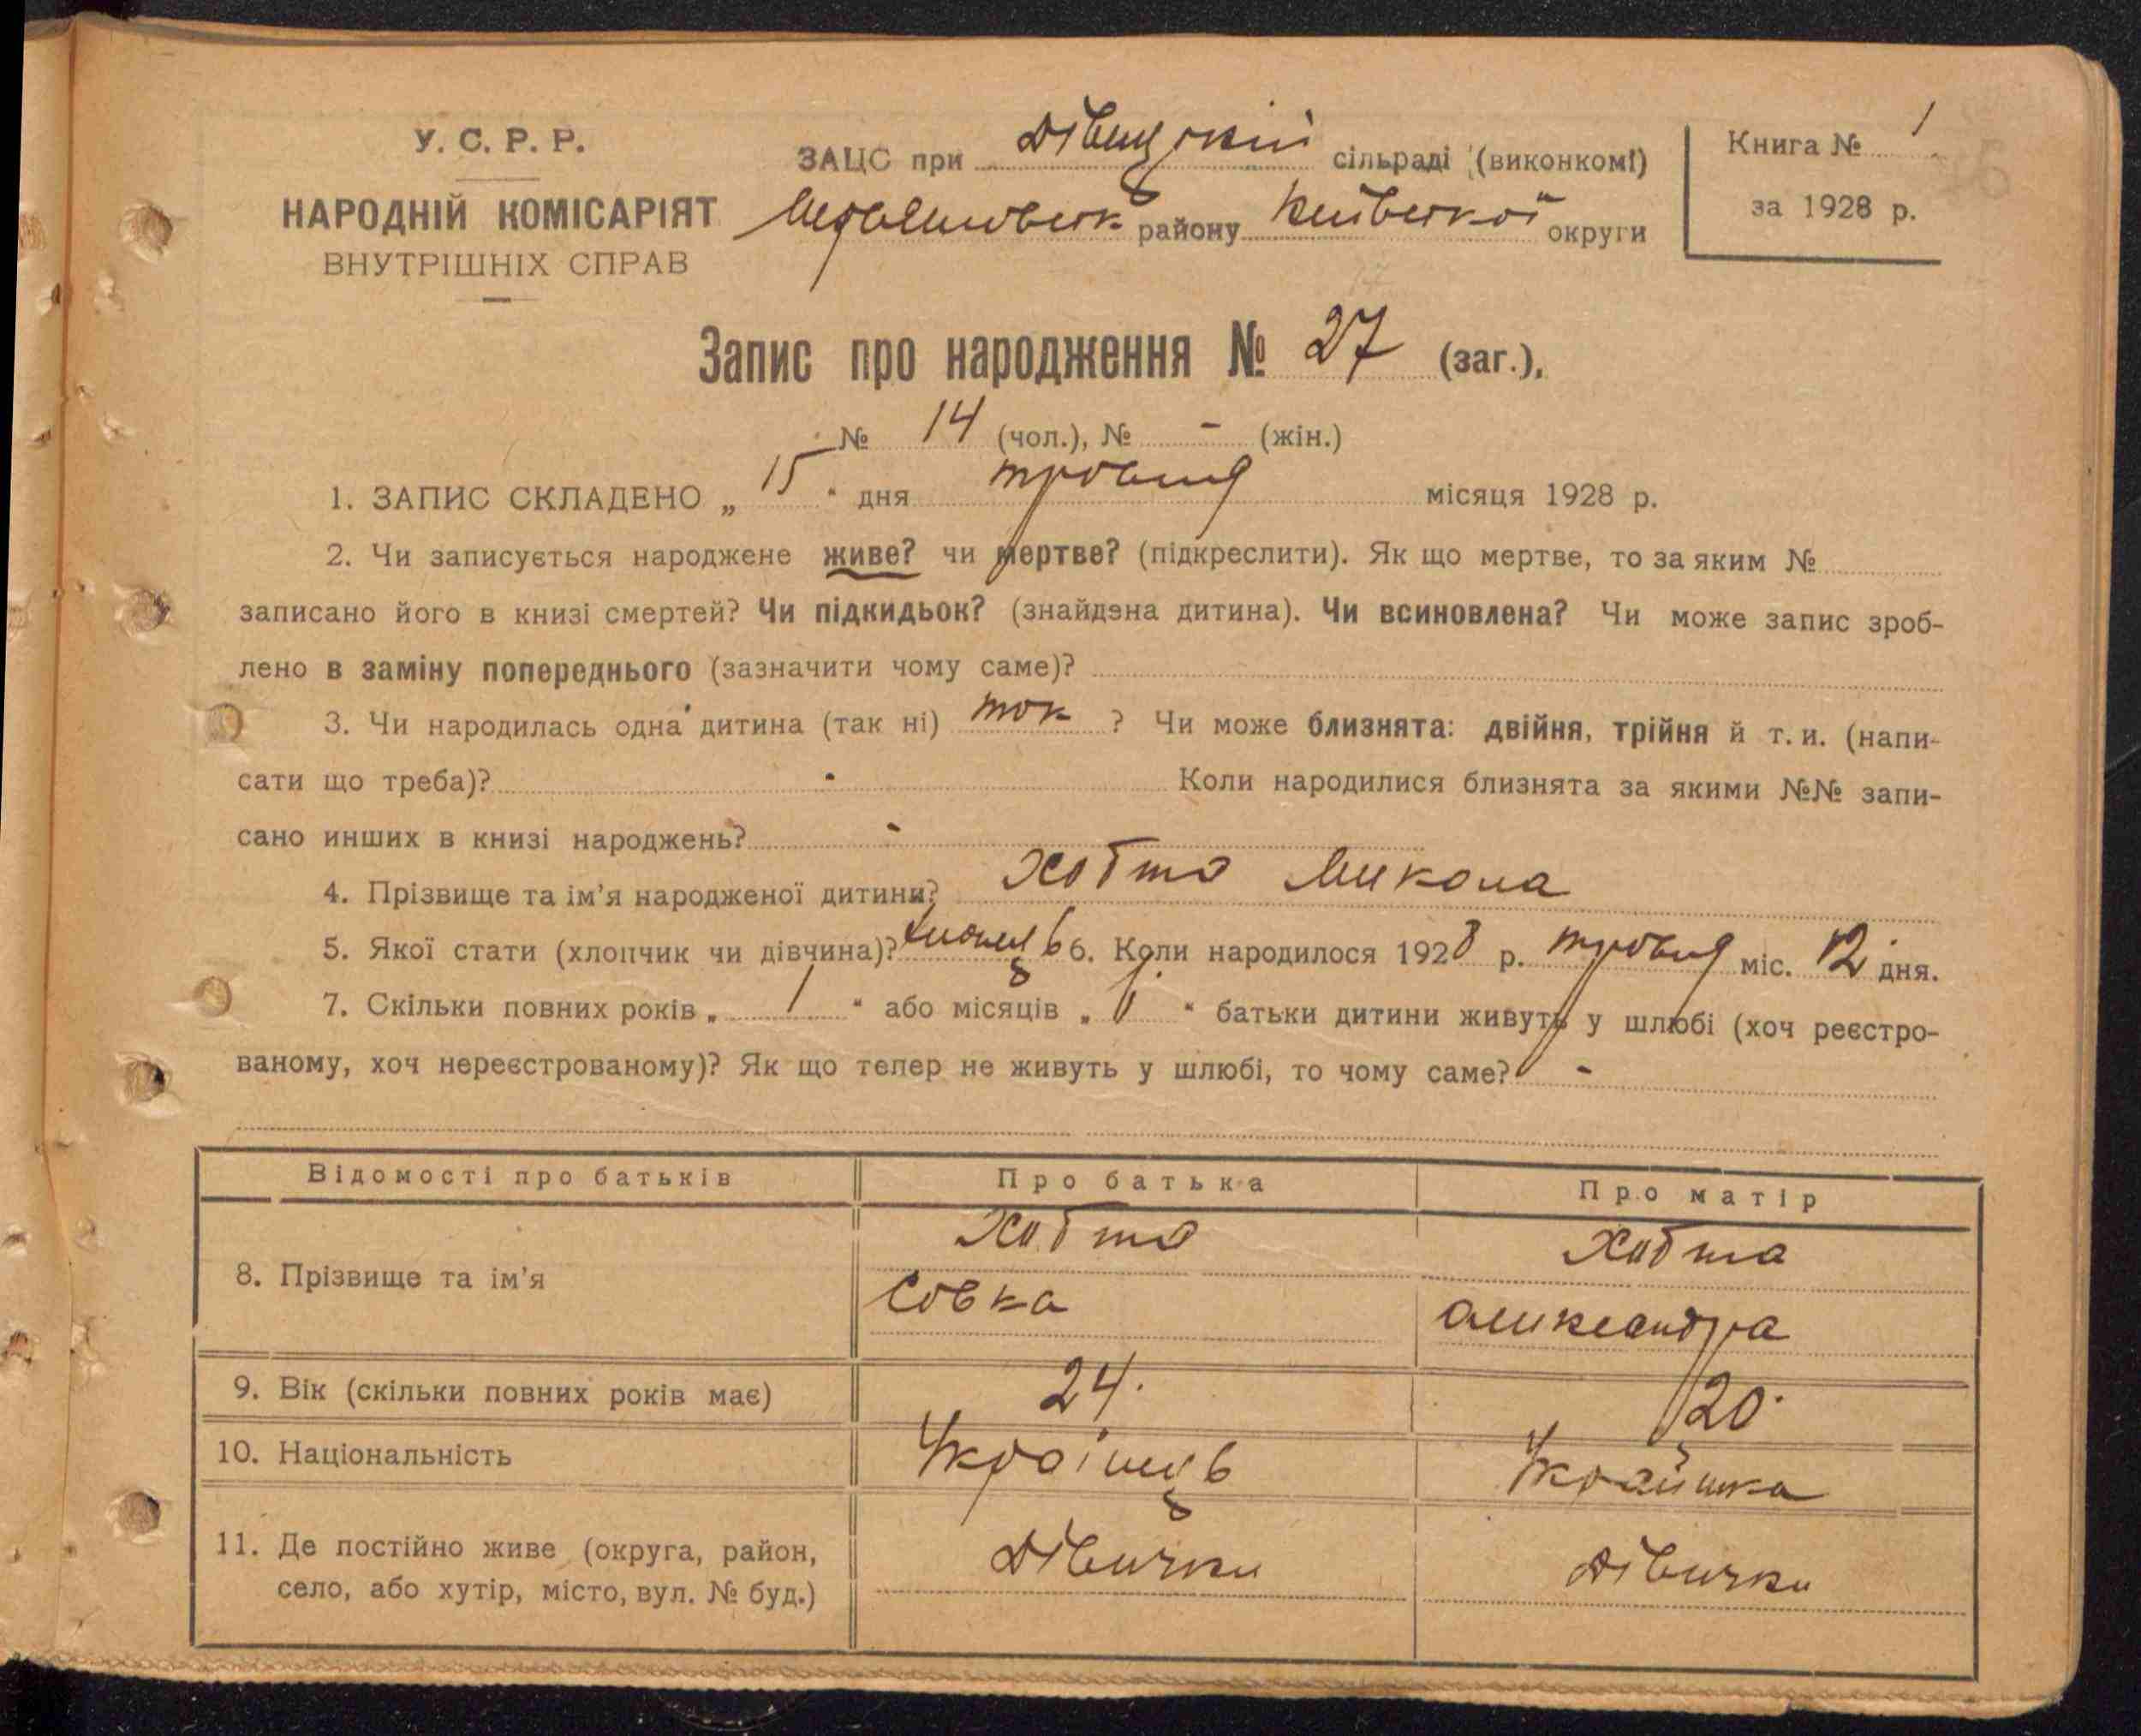 У. С. Р. Р.
НАРОДНІЙ КОМІСАРІЯТ
ВНУТРІШНІХ СПРАВ
ЗАЦС при Дівицькій сільраді (виконкомі)
району Київської округи
Книга № 1
за 1928 р.
Запис про народження № 27 (заг.),
№ 14 (чол.), № - (жін.)
1. ЗАПИС СКЛАДЕНО „ 15 “ дня травня місяця 1928 р.
2. Чи записується народжене живе? чи мертве? (підкреслити). Як що мертве, то за яким №
записано його в книзі смертей? Чи підкидьок? (знайдена дитина). Чи всиновлена? Чи може запис зроб-
лено в заміну попереднього (зазначити чому саме)?
3. Чи народилась одна дитина (так ні) так ? Чи може близнята: двійня, трійня й т. и. (напи-
сати що треба)? - Коли народилися близнята за якими №№ запи-
сано инших в книзі народжень? -
4. Прізвище та ім’я народженої дитини? Хобта Микола
5. Якої стати (хлопчик чи дівчина)? 6. Коли народилося 1928 р. травня міс. 12 дня.
7. Скільки повних років „ 1 “ або місяців „ “ батьки дитини живуть у шлюбі (хоч реєстро-
ваному, хоч нереєстрованому)? Як що тепер не живуть у шлюбі, то чому саме? -
Відомості про батьків Про батька Про матір
8. Прізвище та ім’я Хобта Хобта
Совка Олександра
9. Вік (скільки повних років має) 24. 20.
10. Національність Українець Українка
11. Де постійно живе (округа, район, Дівички Дівички
село, або хутір, місто, вул. № буд.)